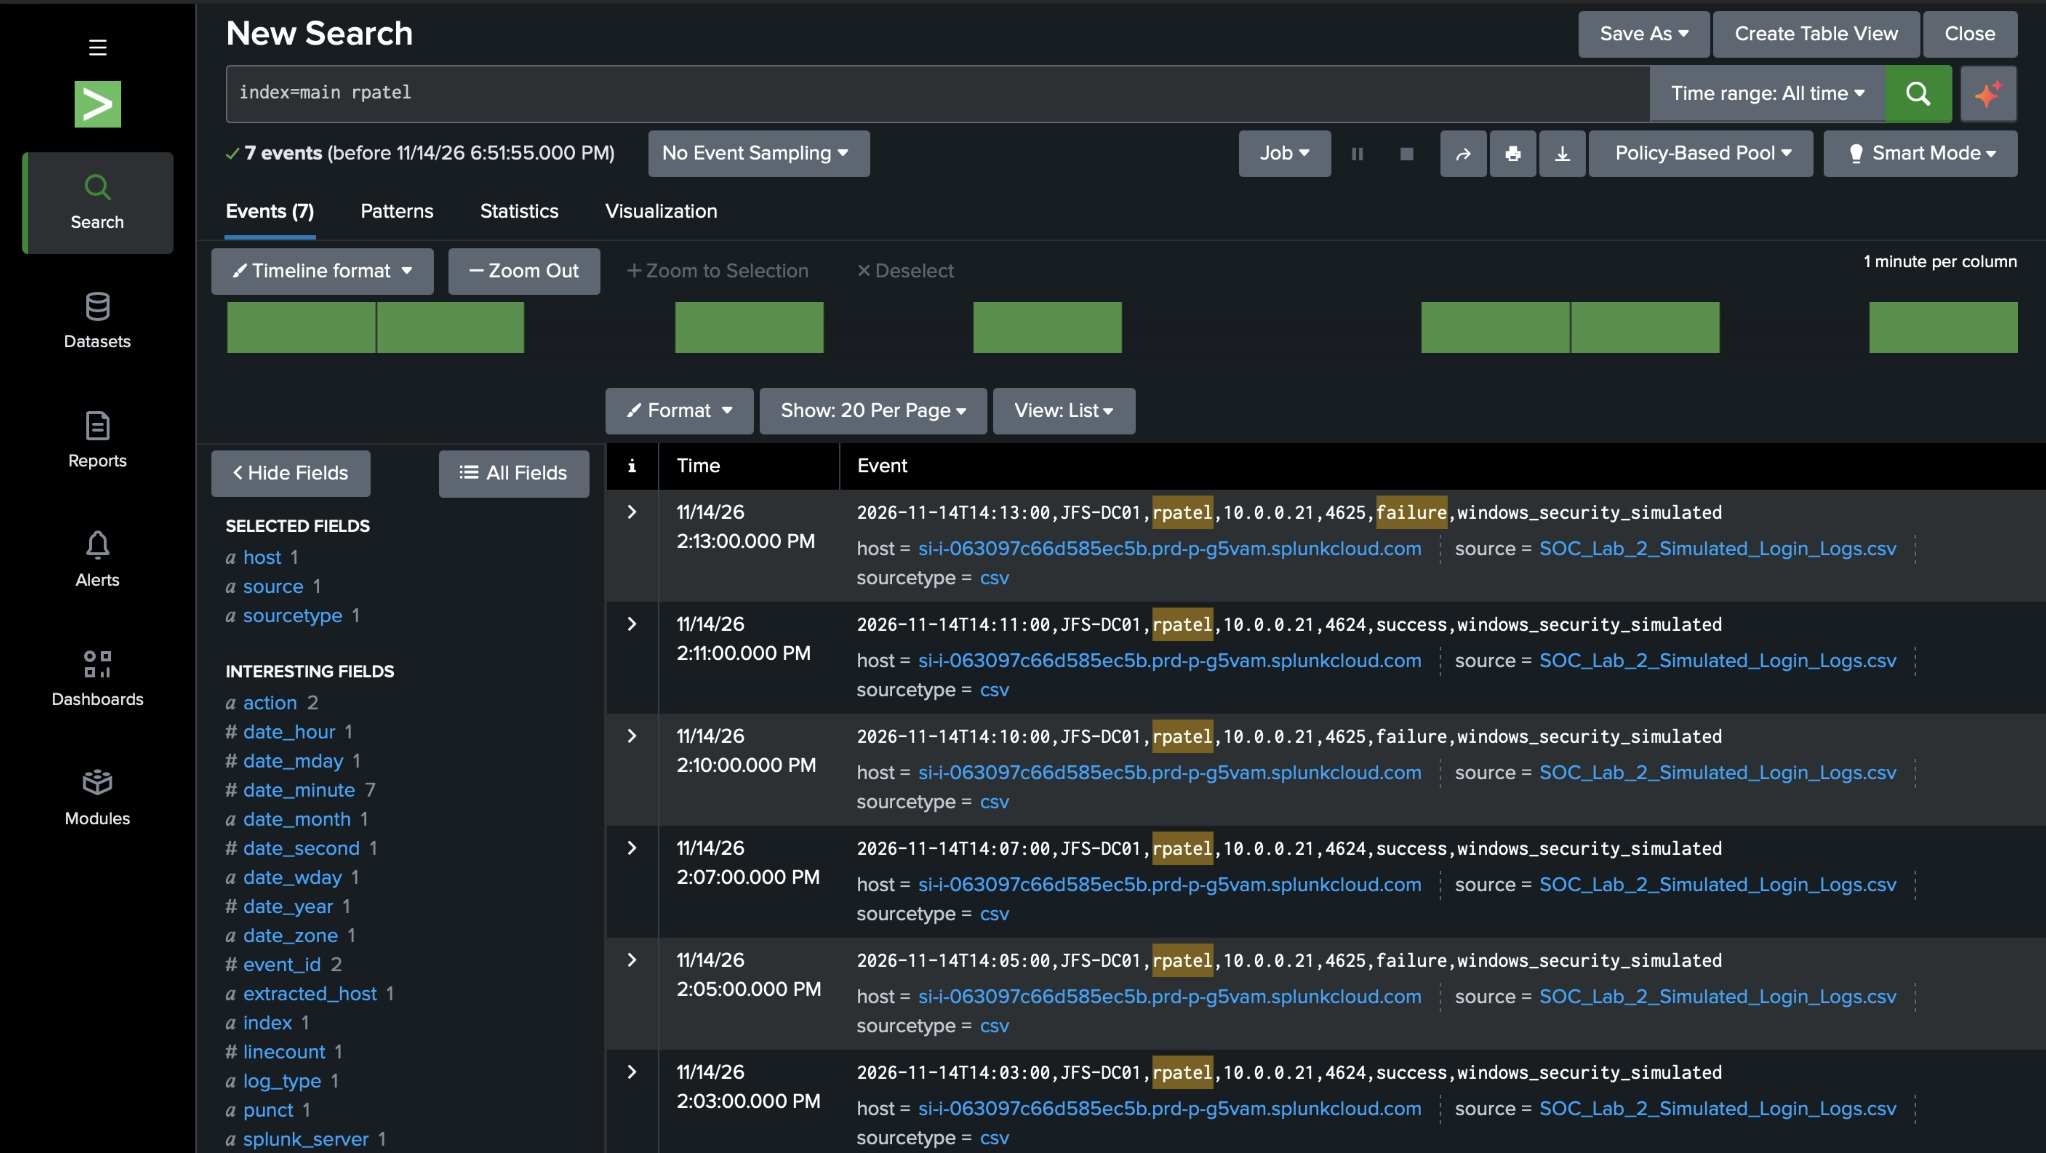 New Search
Save As
Create Table View
Close
index=main rpatel
Time range: All time
7 events (before 11/14/26 6:51:55.000 PM)
No Event Sampling
Job
Policy-Based Pool
Smart Mode
Search
Datasets
Reports
Alerts
Dashboards
Modules
Events (7)
Patterns
Statistics
Visualization
Timeline format
— Zoom Out
+ Zoom to Selection
× Deselect
1 minute per column
Format
Show: 20 Per Page
View: List
< Hide Fields
All Fields
SELECTED FIELDS
a host 1
a source 1
a sourcetype 1
INTERESTING FIELDS
a action 2
# date_hour 1
# date_mday 1
# date_minute 7
a date_month 1
# date_second 1
a date_wday 1
# date_year 1
a date_zone 1
# event_id 2
a extracted_host 1
a index 1
# linecount 1
a log_type 1
a punct 1
a splunk_server 1
i
Time
Event
11/14/26
2:13:00.000 PM
2026-11-14T14:13:00,JFS-DC01,rpatel,10.0.0.21,4625,failure,windows_security_simulated
host = si-i-063097c66d585ec5b.prd-p-g5vam.splunkcloud.com
source = SOC_Lab_2_Simulated_Login_Logs.csv
sourcetype = csv
11/14/26
2:11:00.000 PM
2026-11-14T14:11:00,JFS-DC01,rpatel,10.0.0.21,4624,success,windows_security_simulated
host = si-i-063097c66d585ec5b.prd-p-g5vam.splunkcloud.com
source = SOC_Lab_2_Simulated_Login_Logs.csv
sourcetype = csv
11/14/26
2:10:00.000 PM
2026-11-14T14:10:00,JFS-DC01,rpatel,10.0.0.21,4625,failure,windows_security_simulated
host = si-i-063097c66d585ec5b.prd-p-g5vam.splunkcloud.com
source = SOC_Lab_2_Simulated_Login_Logs.csv
sourcetype = csv
11/14/26
2:07:00.000 PM
2026-11-14T14:07:00,JFS-DC01,rpatel,10.0.0.21,4624,success,windows_security_simulated
host = si-i-063097c66d585ec5b.prd-p-g5vam.splunkcloud.com
source = SOC_Lab_2_Simulated_Login_Logs.csv
sourcetype = csv
11/14/26
2:05:00.000 PM
2026-11-14T14:05:00,JFS-DC01,rpatel,10.0.0.21,4625,failure,windows_security_simulated
host = si-i-063097c66d585ec5b.prd-p-g5vam.splunkcloud.com
source = SOC_Lab_2_Simulated_Login_Logs.csv
sourcetype = csv
11/14/26
2:03:00.000 PM
2026-11-14T14:03:00,JFS-DC01,rpatel,10.0.0.21,4624,success,windows_security_simulated
host = si-i-063097c66d585ec5b.prd-p-g5vam.splunkcloud.com
source = SOC_Lab_2_Simulated_Login_Logs.csv
sourcetype = csv